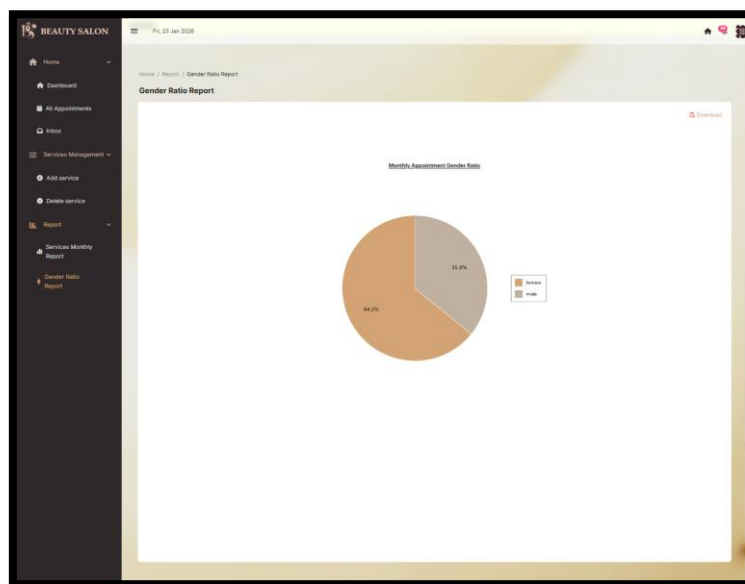 BEAUTY SALON
Fri, 23 Jan 2026
Home
Dashboard
All Appointments
Inbox
Services Management
Add service
Delete service
Report
Services Monthly
Report
Gender Ratio
Report
Home / Report / Gender Ratio Report
Gender Ratio Report
Download
Monthly Appointment Gender Ratio
35.8%
64.2%
female
male